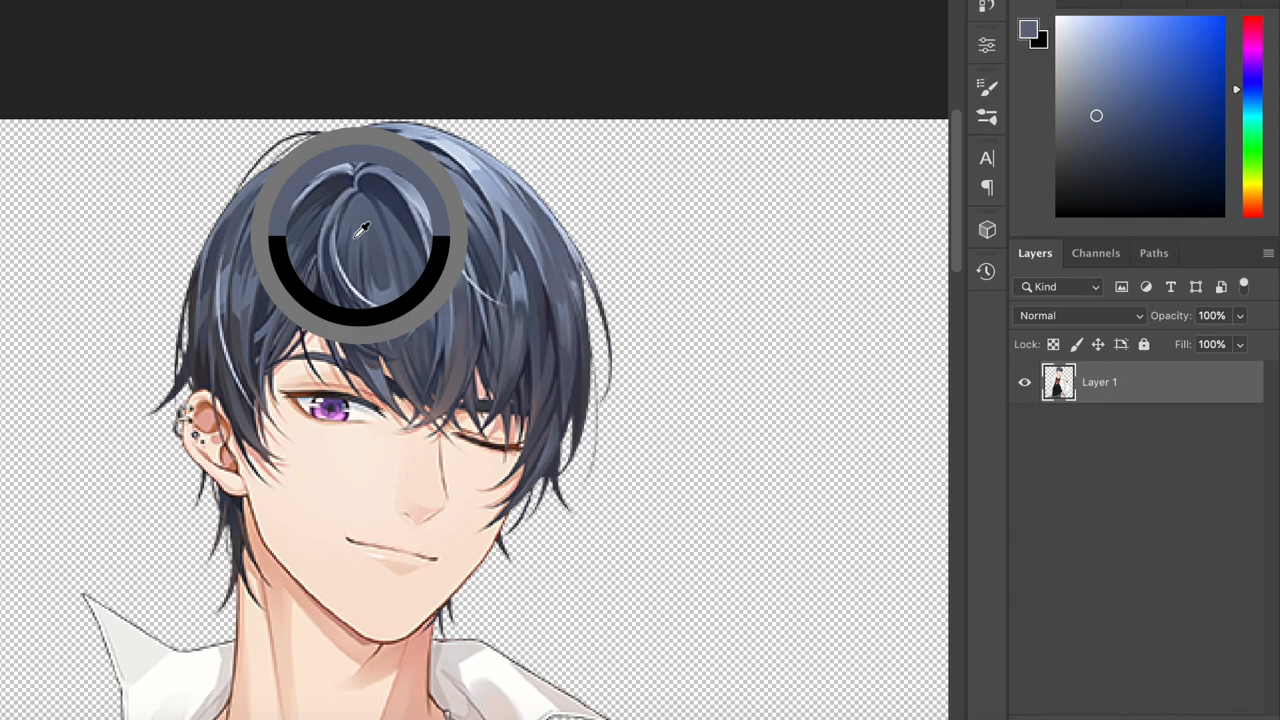 A|
Layers Channels Paths
Kind
T
Normal Opacity: 100%
Lock: Fill: 100%
Layer 1